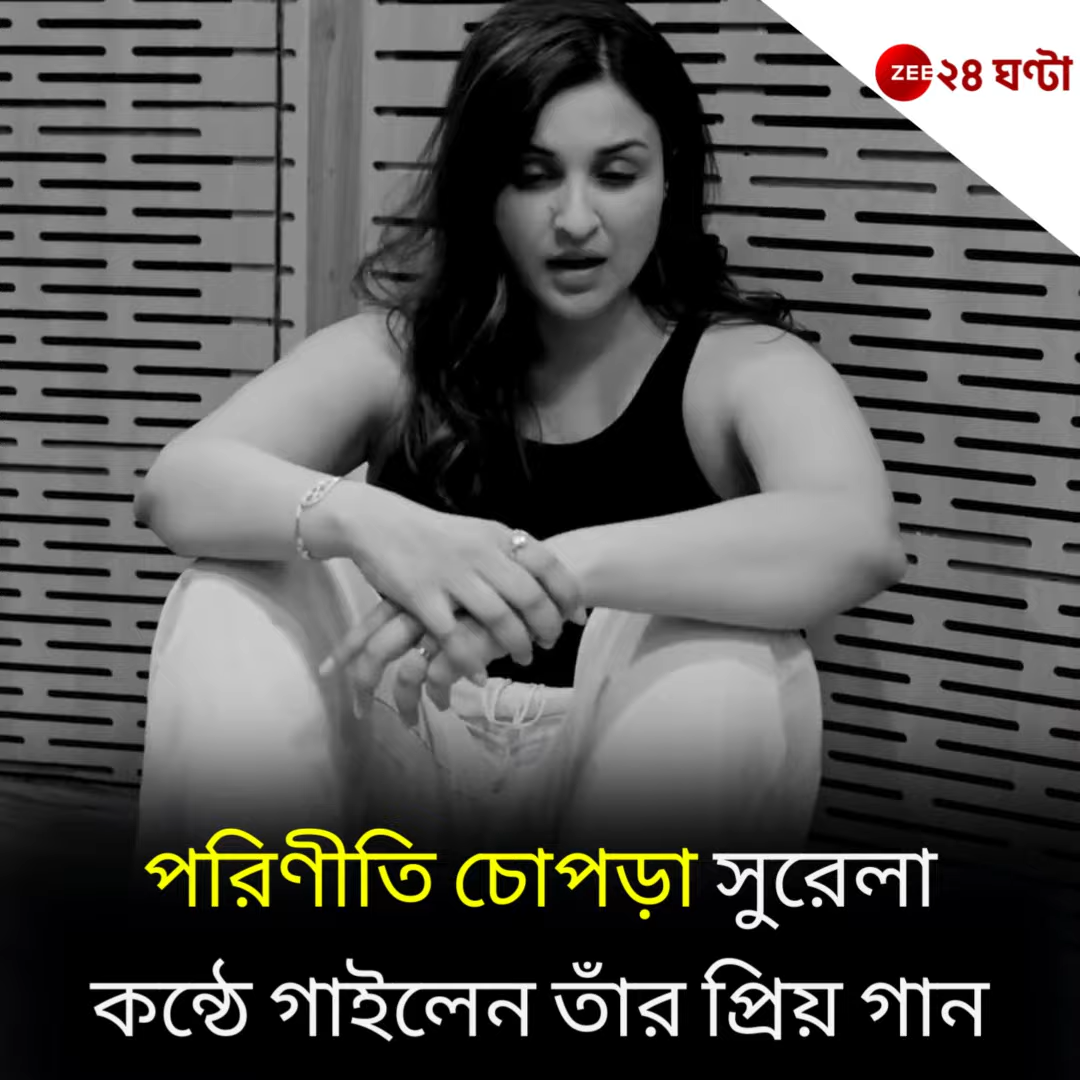 ZEE ২৪ ঘণ্টা
পরিণীতি চোপড়া সুরেলা
কন্ঠে গাইলেন তাঁর প্রিয় গান